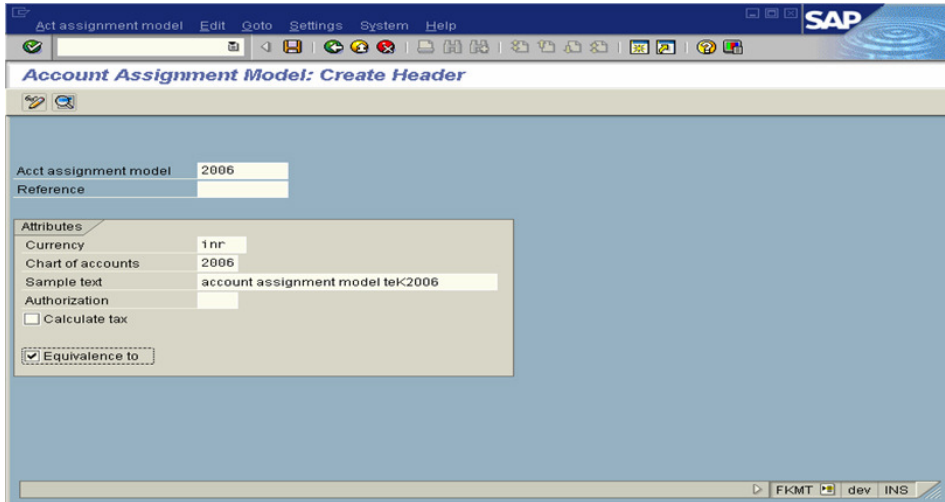 Act assignment model Edit Goto Settings System Help
SAP
Account Assignment Model: Create Header
Acct assignment model 2006
Reference
Attributes
Currency inr
Chart of accounts 2006
Sample text account assignment model teK2006
Authorization
Calculate tax
Equivalence to
FKMT dev INS